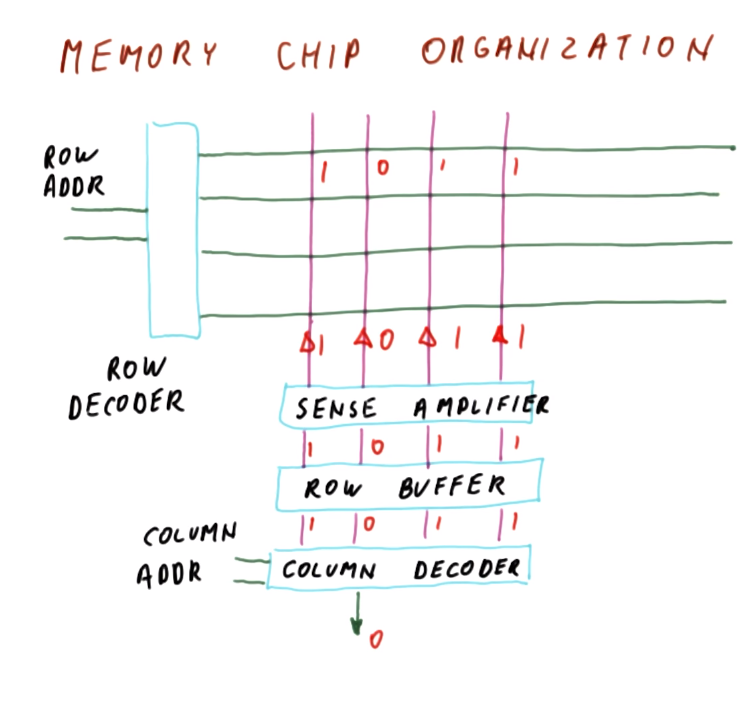 MEMORY CHIP ORGANIZATION
ROW
ADDR
1 0 1 1
1 0 1 1
ROW
DECODER
SENSE AMPLIFIER
1 0 1 1
ROW BUFFER
1 0 1 1
COLUMN
ADDR
COLUMN DECODER
0